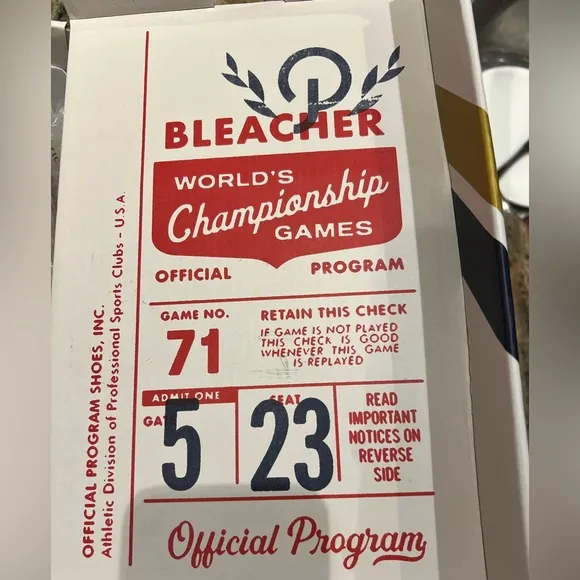 BLEACHER
WORLD'S
Championship
GAMES
OFFICIAL PROGRAM
GAME NO.
71
RETAIN THIS CHECK
IF GAME IS NOT PLAYED
THIS CHECK IS GOOD
WHENEVER THIS GAME
IS REPLAYED
ADMIT ONE
GAT
5
SEAT
23
READ
IMPORTANT
NOTICES ON
REVERSE
SIDE
Official Program
OFFICIAL PROGRAM SHOES, INC.
Athletic Division of Professional Sports Clubs - U.S.A.